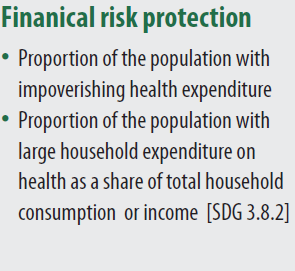 Finanical risk protection
• Proportion of the population with
impoverishing health expenditure
• Proportion of the population with
large household expenditure on
health as a share of total household
consumption or income [SDG 3.8.2]